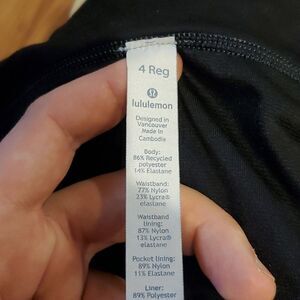 4 Reg
lululemon
Designed in
Vancouver
Made in
Cambodia
Body:
86% Recycled
polyester
14% Elastane
Waistband:
77% Nylon
23% Lycra®
elastane
Waistband
lining:
87% Nylon
13% Lycra®
elastane
Pocket lining:
89% Nylon
11% Elastane
Liner:
89% Polyester